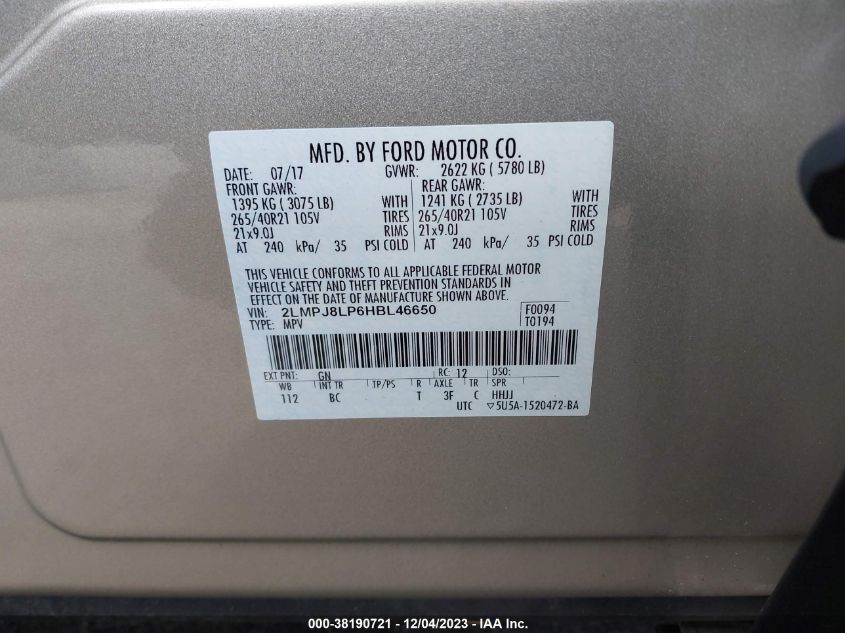 MFD. BY FORD MOTOR CO.
DATE: 07/17 GVWR: 2622 KG ( 5780 LB)
FRONT GAWR: REAR GAWR:
1395 KG ( 3075 LB) WITH 1241 KG ( 2735 LB) WITH
265/40R21 105V TIRES 265/40R21 105V TIRES
21x9.0J RIMS 21x9.0J RIMS
AT 240 kPa/ 35 PSI COLD AT 240 kPa/ 35 PSI COLD
THIS VEHICLE CONFORMS TO ALL APPLICABLE FEDERAL MOTOR
VEHICLE SAFETY AND THEFT PREVENTION STANDARDS IN
EFFECT ON THE DATE OF MANUFACTURE SHOWN ABOVE.
VIN: 2LMPJ8LP6HBL46650 F0094
TYPE: MPV T0194
EXT PNT: GN RC: 12 DSO:
WB INT TR TP/PS R AXLE TR SPR
112 BC T 3F C HHJJ
UTC ▽5U5A-1520472-BA
000-38190721 - 12/04/2023 - IAA Inc.